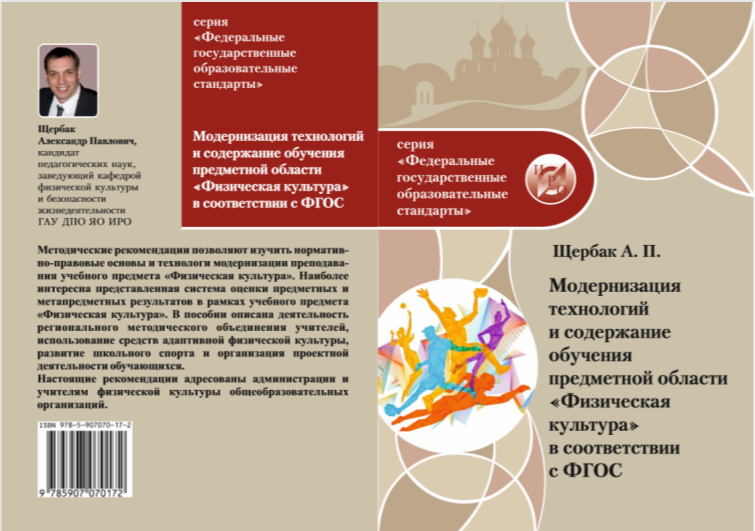 серия
«Федеральные
государственные
образовательные
стандарты»
Щербак
Александр Павлович,
кандидат
педагогических наук,
заведующий кафедрой
физической культуры
и безопасности
жизнедеятельности
ГАУ ДПО ЯО ИРО
Модернизация технологий
и содержание обучения
предметной области
«Физическая культура»
в соответствии с ФГОС
Методические рекомендации позволяют изучить норматив-
но-правовые основы и технологи модернизации преподава-
ния учебного предмета «Физическая культура». Наиболее
интересна представленная система оценки предметных и
метапредметных результатов в рамках учебного предмета
«Физическая культура». В пособии описана деятельность
регионального методического объединения учителей,
использование средств адаптивной физической культуры,
развитие школьного спорта и организация проектной
деятельности обучающихся.
Настоящие рекомендации адресованы администрации и
учителям физической культуры общеобразовательных
организаций.
ISBN 978-5-907070-17-2
9 785907 070172
серия
«Федеральные
государственные
образовательные
стандарты»
ИРО
Щербак А. П.
Модернизация
технологий
и содержание
обучения
предметной области
«Физическая
культура»
в соответствии
с ФГОС